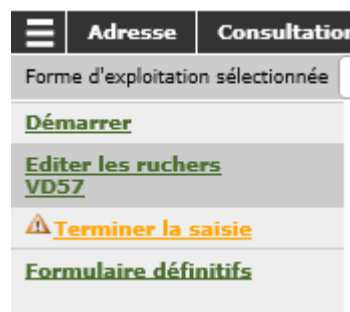 Adresse Consultation
Forme d'exploitation sélectionnée
Démarrer
Editer les ruchers
VD57
Terminer la saisie
Formulaire définitifs